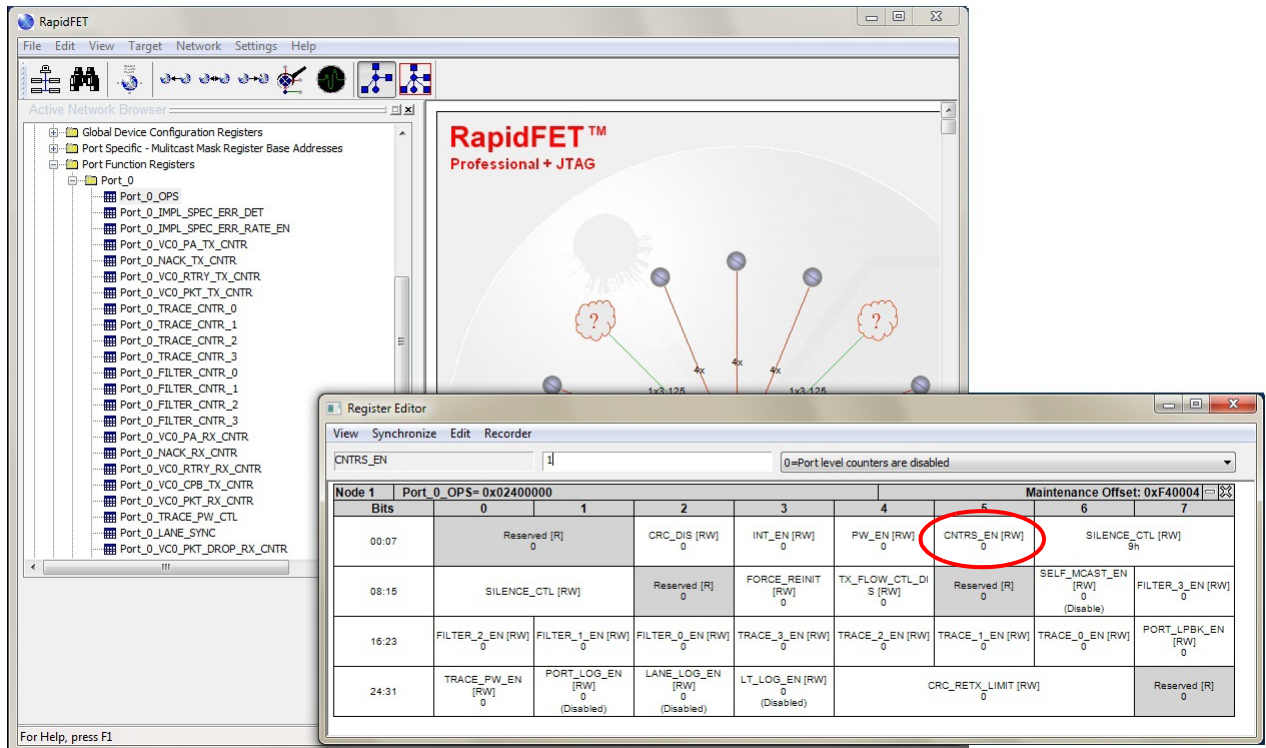 RapidFET
File Edit View Target Network Settings Help
Active Network Browser
Global Device Configuration Registers
Port Specific - Mulitcast Mask Register Base Addresses
Port Function Registers
Port_0
Port_0_OPS
Port_0_IMPL_SPEC_ERR_DET
Port_0_IMPL_SPEC_ERR_RATE_EN
Port_0_VC0_PA_TX_CNTR
Port_0_NACK_TX_CNTR
Port_0_VC0_RTRY_TX_CNTR
Port_0_VC0_PKT_TX_CNTR
Port_0_TRACE_CNTR_0
Port_0_TRACE_CNTR_1
Port_0_TRACE_CNTR_2
Port_0_TRACE_CNTR_3
Port_0_FILTER_CNTR_0
Port_0_FILTER_CNTR_1
Port_0_FILTER_CNTR_2
Port_0_FILTER_CNTR_3
Port_0_VC0_PA_RX_CNTR
Port_0_NACK_RX_CNTR
Port_0_VC0_RTRY_RX_CNTR
Port_0_VC0_CPB_TX_CNTR
Port_0_VC0_PKT_RX_CNTR
Port_0_TRACE_PW_CTL
Port_0_LANE_SYNC
Port_0_VC0_PKT_DROP_RX_CNTR
For Help, press F1
RapidFET™
Professional + JTAG
? ?
4x 4x 4x
1x3.125 1x3.125
Register Editor
View Synchronize Edit Recorder
CNTRS_EN 1 0=Port level counters are disabled
Node 1 Port_0_OPS= 0x02400000 Maintenance Offset: 0xF40004
Bits 0 1 2 3 4 5 6 7
00:07 Reserved [R] 0 CRC_DIS [RW] 0 INT_EN [RW] 0 PW_EN [RW] 0 CNTRS_EN [RW] 0 SILENCE_CTL [RW] 9h
08:15 SILENCE_CTL [RW] Reserved [R] 0 FORCE_REINIT [RW] 0 TX_FLOW_CTL_DIS [RW] 0 Reserved [R] 0 SELF_MCAST_EN [RW] 0 (Disable) FILTER_3_EN [RW] 0
16:23 FILTER_2_EN [RW] 0 FILTER_1_EN [RW] 0 FILTER_0_EN [RW] 0 TRACE_3_EN [RW] 0 TRACE_2_EN [RW] 0 TRACE_1_EN [RW] 0 TRACE_0_EN [RW] 0 PORT_LPBK_EN [RW] 0
24:31 TRACE_PW_EN [RW] 0 PORT_LOG_EN [RW] 0 (Disabled) LANE_LOG_EN [RW] 0 (Disabled) LT_LOG_EN [RW] 0 (Disabled) CRC_RETX_LIMIT [RW] 0 Reserved [R] 0